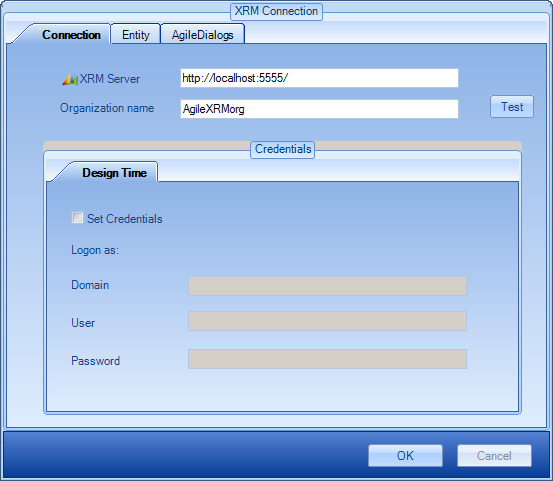 XRM Connection
Connection Entity AgileDialogs
XRM Server http://localhost:5555/
Organization name AgileXRMorg Test
Credentials
Design Time
Set Credentials
Logon as:
Domain
User
Password
OK Cancel